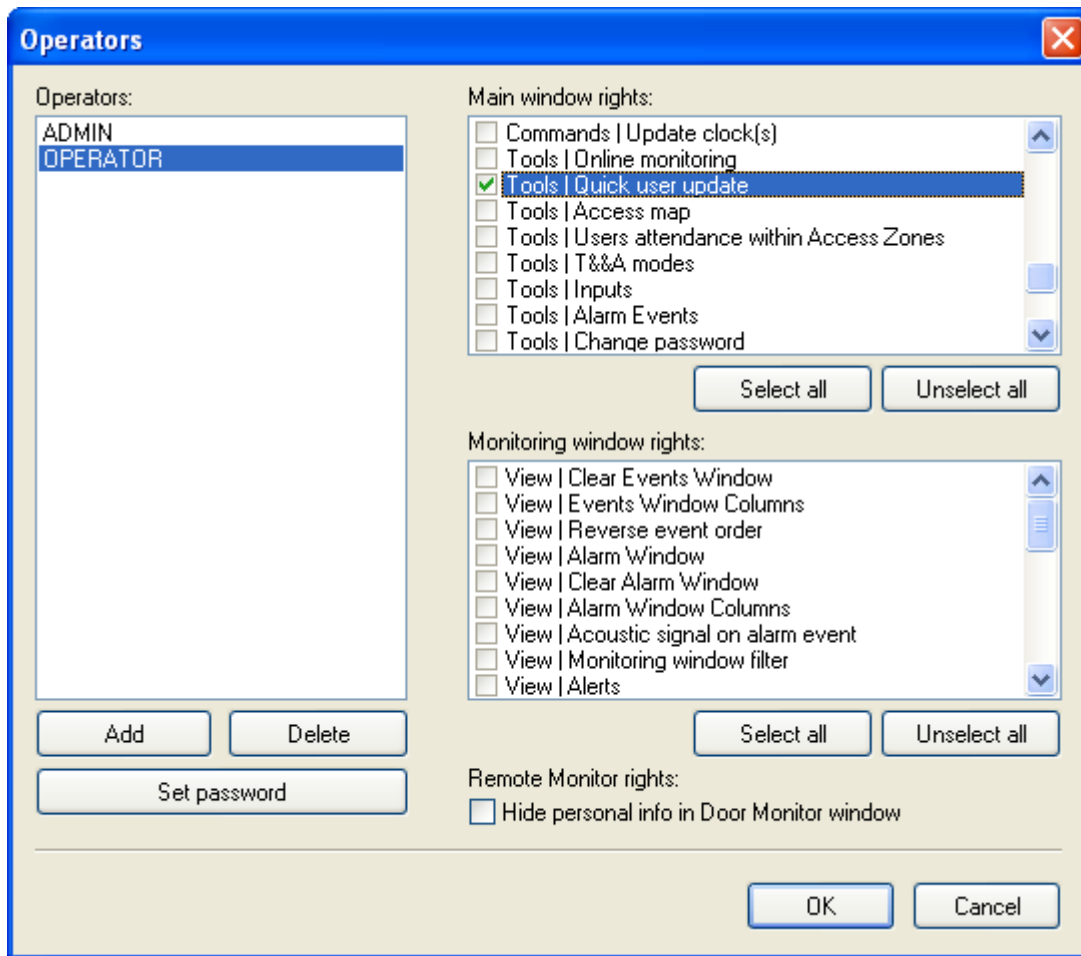 Operators
Operators:
ADMIN
OPERATOR
Add
Delete
Set password
Main window rights:
Commands | Update clock(s)
Tools | Online monitoring
Tools | Quick user update
Tools | Access map
Tools | Users attendance within Access Zones
Tools | T&&A modes
Tools | Inputs
Tools | Alarm Events
Tools | Change password
Select all
Unselect all
Monitoring window rights:
View | Clear Events Window
View | Events Window Columns
View | Reverse event order
View | Alarm Window
View | Clear Alarm Window
View | Alarm Window Columns
View | Acoustic signal on alarm event
View | Monitoring window filter
View | Alerts
Select all
Unselect all
Remote Monitor rights:
Hide personal info in Door Monitor window
OK
Cancel